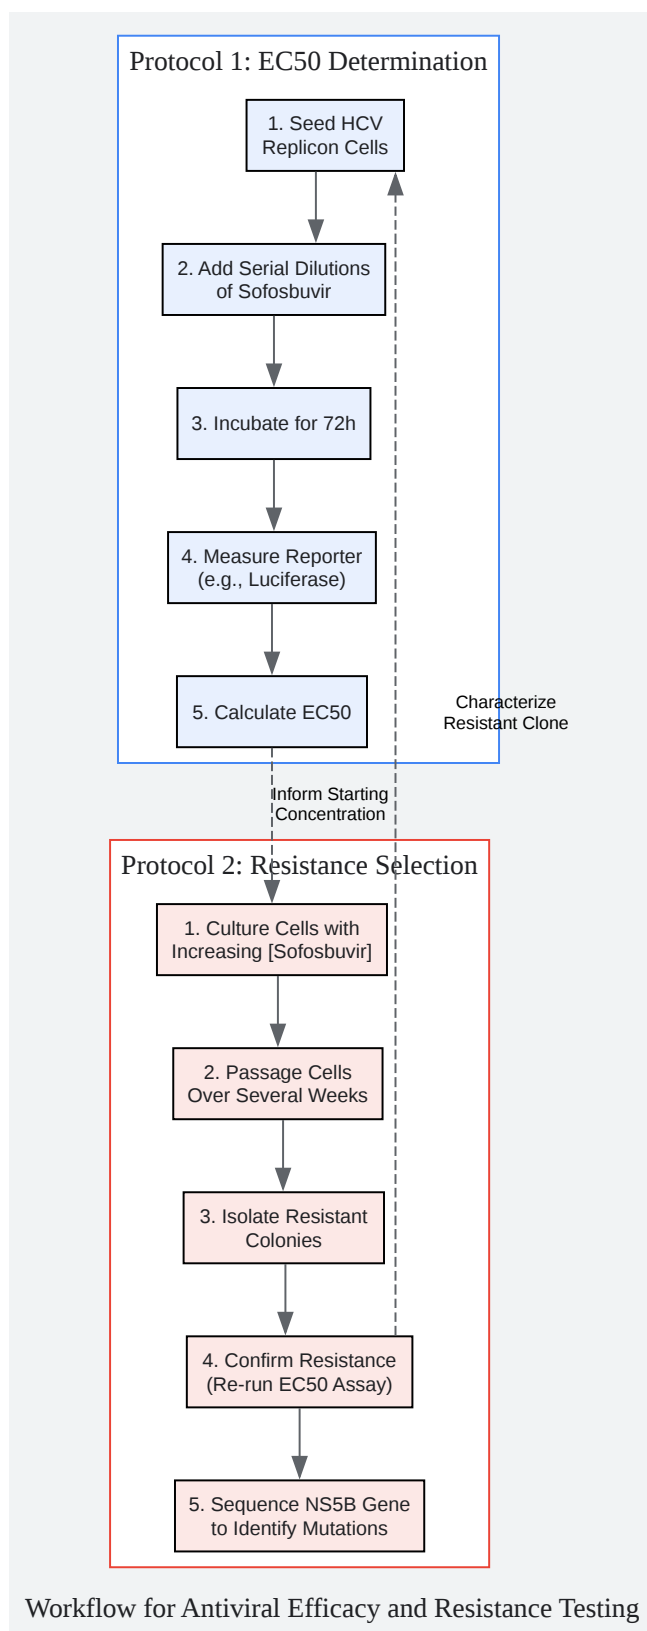 Protocol 1: EC50 Determination
1. Seed HCV
Replicon Cells
2. Add Serial Dilutions
of Sofosbuvir
3. Incubate for 72h
4. Measure Reporter
(e.g., Luciferase)
5. Calculate EC50
Characterize
Resistant Clone
Inform Starting
Concentration
Protocol 2: Resistance Selection
1. Culture Cells with
Increasing [Sofosbuvir]
2. Passage Cells
Over Several Weeks
3. Isolate Resistant
Colonies
4. Confirm Resistance
(Re-run EC50 Assay)
5. Sequence NS5B Gene
to Identify Mutations
Workflow for Antiviral Efficacy and Resistance Testing